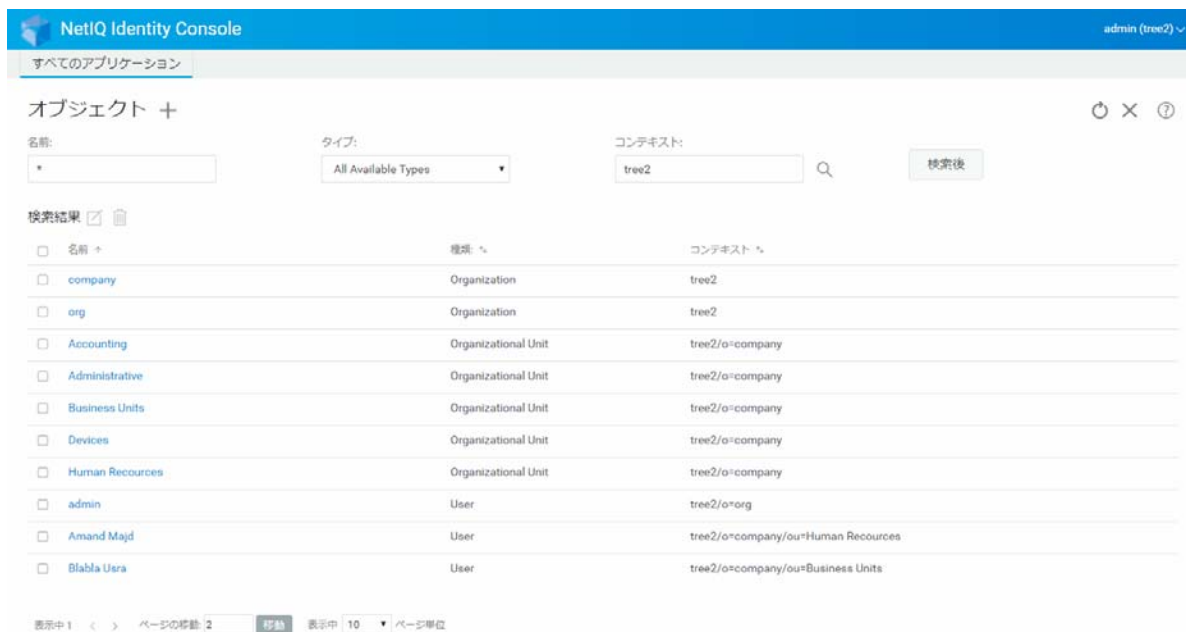 NetIQ Identity Console
admin (tree2)
すべてのアプリケーション
オブジェクト
名前:
タイプ:
コンテキスト:
*
All Available Types
tree2
検索後
検索結果
名前
種類:
コンテキスト
company Organization tree2
org Organization tree2
Accounting Organizational Unit tree2/o=company
Administrative Organizational Unit tree2/o=company
Business Units Organizational Unit tree2/o=company
Devices Organizational Unit tree2/o=company
Human Recources Organizational Unit tree2/o=company
admin User tree2/o=org
Amand Majd User tree2/o=company/ou=Human Recources
Blabla Usra User tree2/o=company/ou=Business Units
表示中 1 < > ページの移動: 2 移動 表示中 10 ページ単位